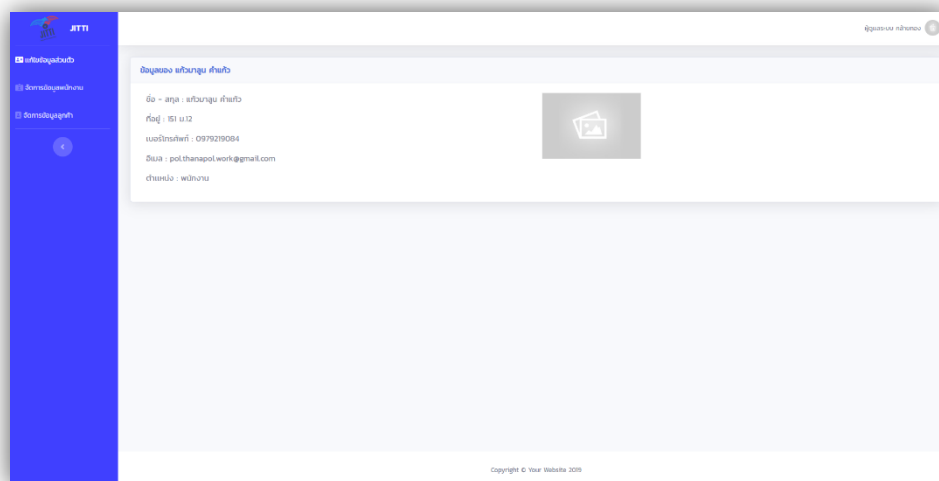 JITTI
ผู้ดูแลระบบ กล้ายทอง
แก้ไขข้อมูลส่วนตัว
จัดการข้อมูลพนักงาน
จัดการข้อมูลลูกค้า
ข้อมูลของ แก้วมาลูน คำแก้ว
ชื่อ - สกุล : แก้วมาลูน คำแก้ว
ที่อยู่ : 151 ม.12
เบอร์โทรศัพท์ : 0979219084
อีเมล : pol.thanapol.work@gmail.com
ตำแหน่ง : พนักงาน
Copyright © Your Website 2019